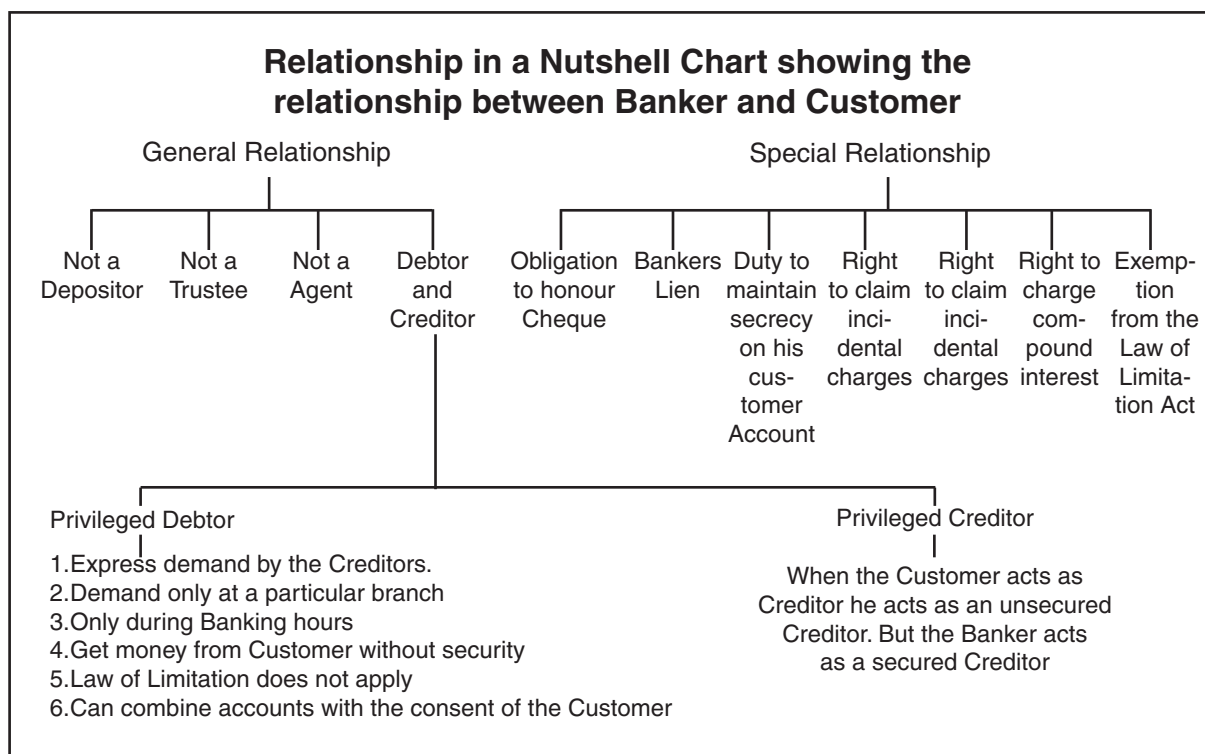 Relationship in a Nutshell Chart showing the
relationship between Banker and Customer
General Relationship
Special Relationship
Not a
Depositor
Not a
Trustee
Not a
Agent
Debtor
and
Creditor
Obligation
to honour
Cheque
Bankers
Lien
Duty to
maintain
secrecy
on his
cus-
tomer
Account
Right
to claim
inci-
dental
charges
Right
to claim
inci-
dental
charges
Right to
charge
com-
pound
interest
Exemp-
tion
from the
Law of
Limita-
tion Act
Privileged Debtor
1.Express demand by the Creditors.
2.Demand only at a particular branch
3.Only during Banking hours
4.Get money from Customer without security
5.Law of Limitation does not apply
6.Can combine accounts with the consent of the Customer
Privileged Creditor
When the Customer acts as
Creditor he acts as an unsecured
Creditor. But the Banker acts
as a secured Creditor